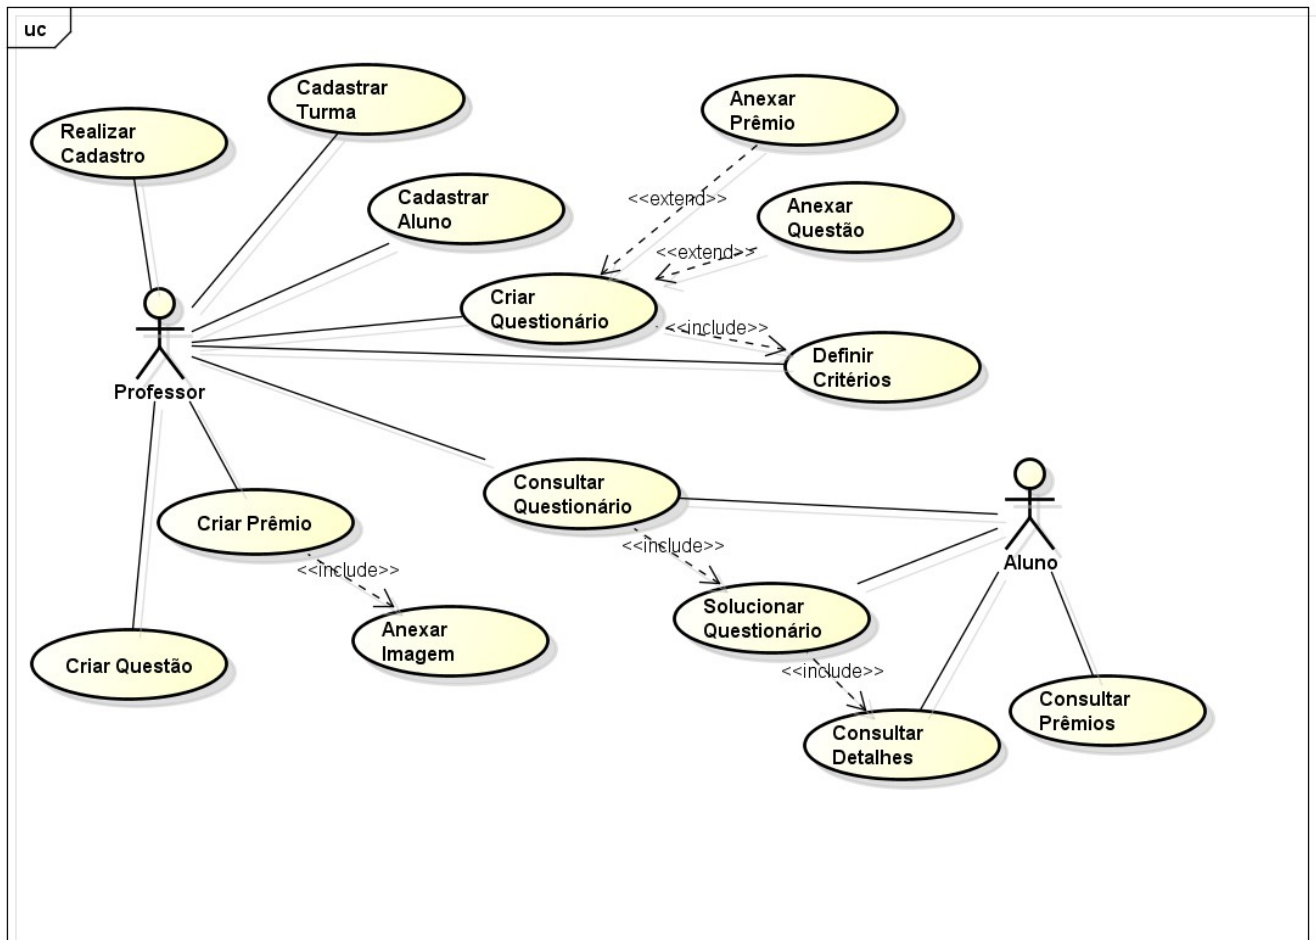 uc
Cadastrar
Turma
Anexar
Prêmio
Realizar
Cadastro
Cadastrar
Aluno
<<extend>>
Anexar
Questão
<<extend>>
Criar
Questionário
<<include>>
Definir
Critérios
Professor
Consultar
Questionário
Criar Prêmio
<<include>>
<<include>>
Aluno
Anexar
Imagem
Solucionar
Questionário
Criar Questão
<<include>>
Consultar
Prêmios
Consultar
Detalhes